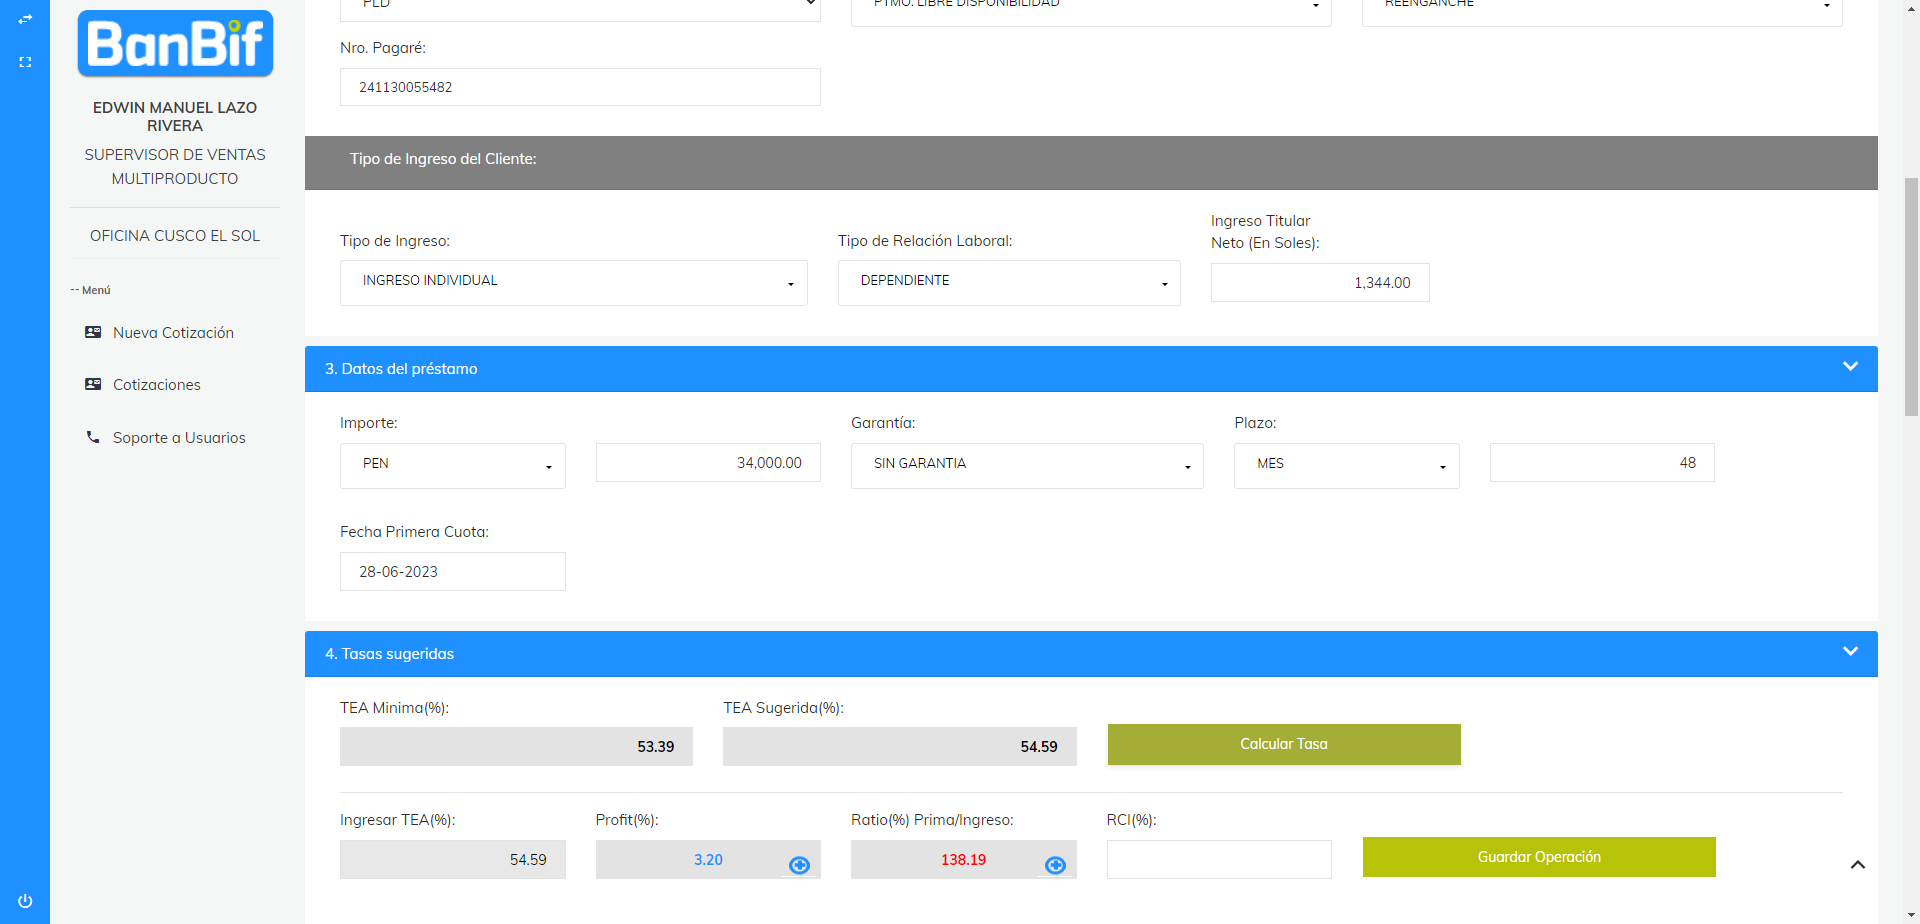 BanBif
EDWIN MANUEL LAZO
RIVERA
SUPERVISOR DE VENTAS
MULTIPRODUCTO
OFICINA CUSCO EL SOL
-- Menú
Nueva Cotización
Cotizaciones
Soporte a Usuarios
PLD
PTMO. LIBRE DISPONIBILIDAD
REENGANCHE
Nro. Pagaré:
241130055482
Tipo de Ingreso del Cliente:
Tipo de Ingreso:
INGRESO INDIVIDUAL
Tipo de Relación Laboral:
DEPENDIENTE
Ingreso Titular
Neto (En Soles):
1,344.00
3. Datos del préstamo
Importe:
PEN
34,000.00
Garantía:
SIN GARANTIA
Plazo:
MES
48
Fecha Primera Cuota:
28-06-2023
4. Tasas sugeridas
TEA Minima(%):
53.39
TEA Sugerida(%):
54.59
Calcular Tasa
Ingresar TEA(%):
54.59
Profit(%):
3.20
Ratio(%) Prima/Ingreso:
138.19
RCI(%):
Guardar Operación